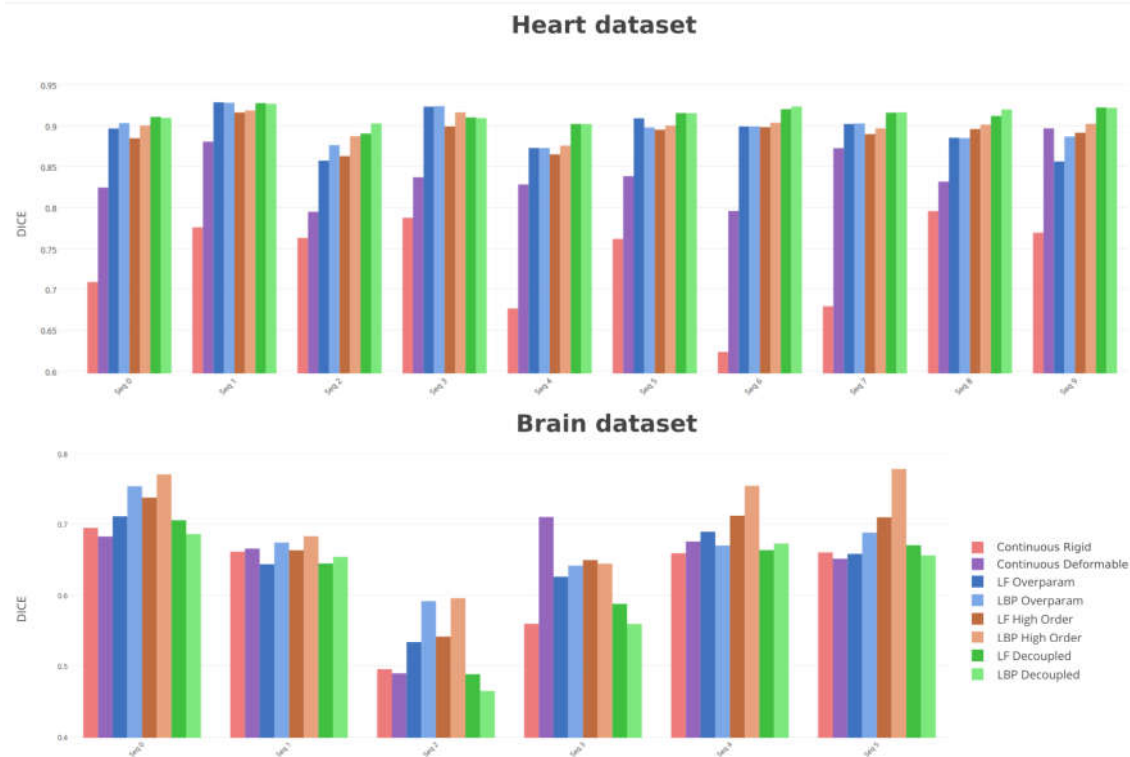 Heart dataset
0.95
0.9
0.85
0.8
0.75
0.7
0.65
0.6
DICE
Seq 0
Seq 1
Seq 2
Seq 3
Seq 4
Seq 5
Seq 6
Seq 7
Seq 8
Seq 9
Brain dataset
0.8
0.7
0.6
0.5
0.4
DICE
Seq 0
Seq 1
Seq 2
Seq 3
Seq 4
Seq 5
Continuous Rigid
Continuous Deformable
LF Overparam
LBP Overparam
LF High Order
LBP High Order
LF Decoupled
LBP Decoupled